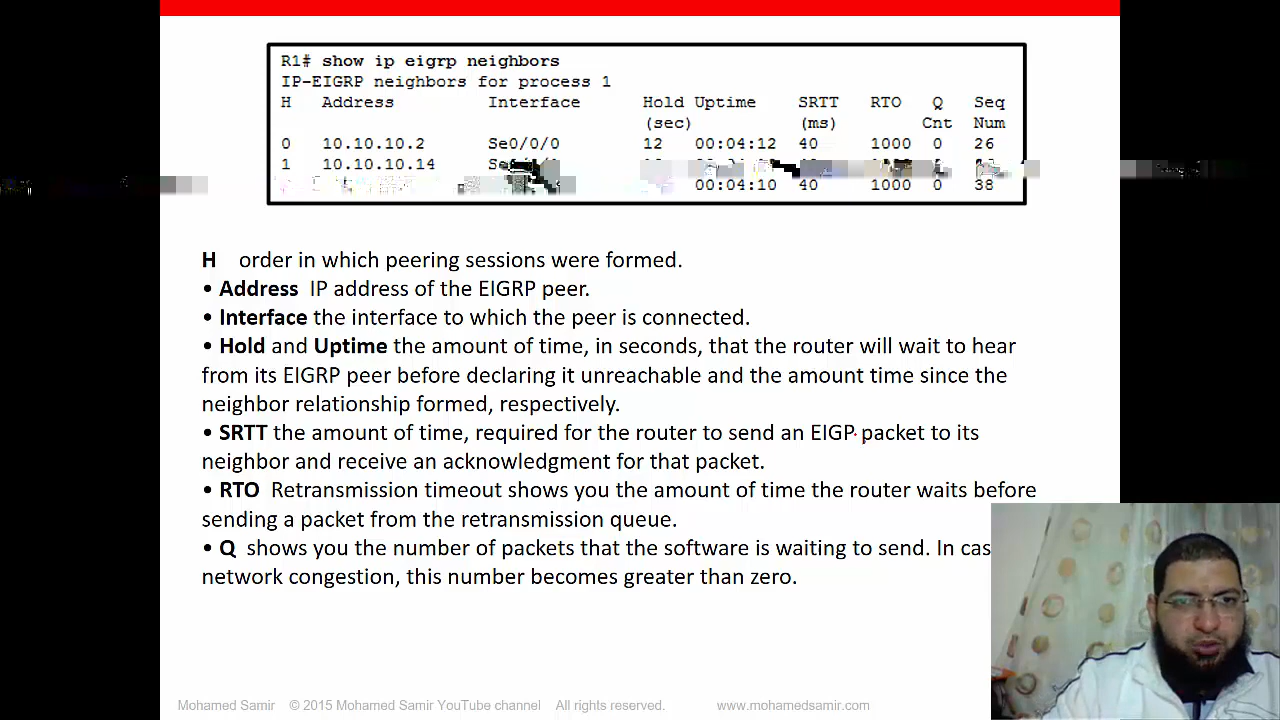 R1# show ip eigrp neighbors
IP-EIGRP neighbors for process 1
H Address Interface Hold Uptime SRTT RTO Q Seq
(sec) (ms) Cnt Num
0 10.10.10.2 Se0/0/0 12 00:04:12 40 1000 0 26
1 10.10.10.14
00:04:10 40 1000 0 38
H order in which peering sessions were formed.
• Address IP address of the EIGRP peer.
• Interface the interface to which the peer is connected.
• Hold and Uptime the amount of time, in seconds, that the router will wait to hear
from its EIGRP peer before declaring it unreachable and the amount time since the
neighbor relationship formed, respectively.
• SRTT the amount of time, required for the router to send an EIGP packet to its
neighbor and receive an acknowledgment for that packet.
• RTO Retransmission timeout shows you the amount of time the router waits before
sending a packet from the retransmission queue.
• Q shows you the number of packets that the software is waiting to send. In cas
network congestion, this number becomes greater than zero.
Mohamed Samir © 2015 Mohamed Samir YouTube channel All rights reserved. www.mohamedsamir.com